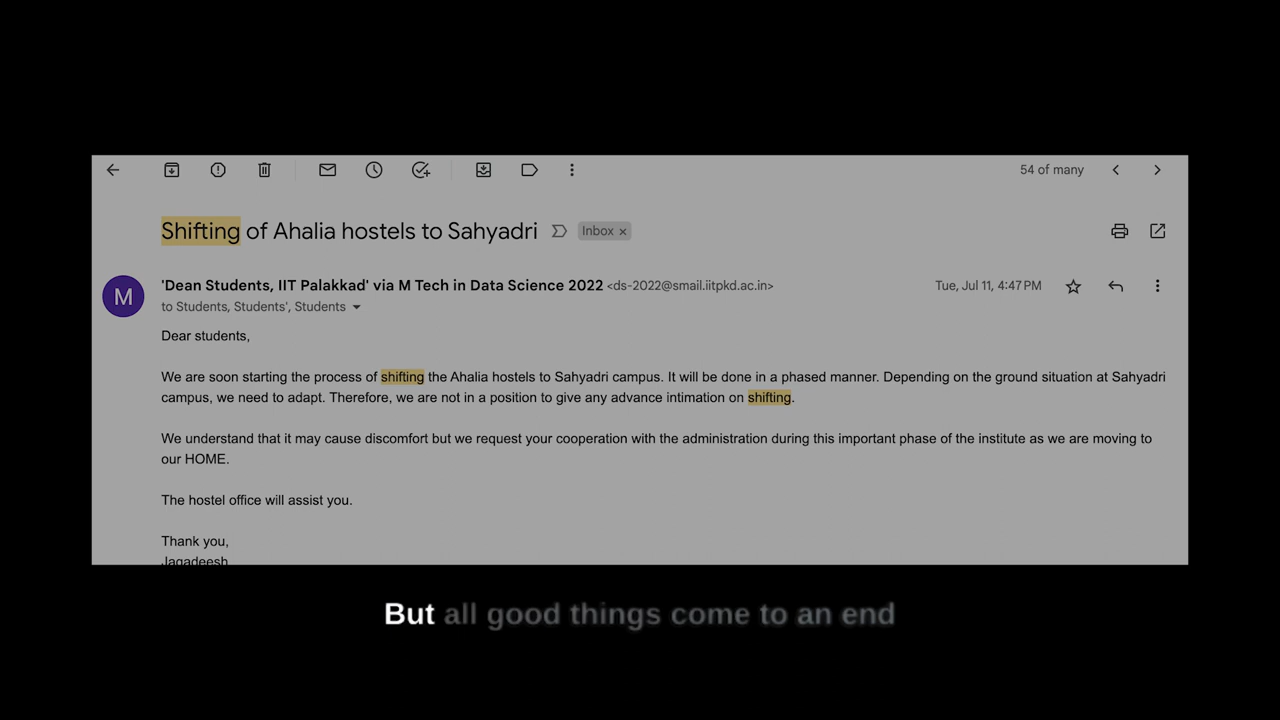 54 of many
Shifting of Ahalia hostels to Sahyadri Inbox ×
M
'Dean Students, IIT Palakkad' via M Tech in Data Science 2022 <ds-2022@smail.iitpkd.ac.in> Tue, Jul 11, 4:47 PM
to Students, Students', Students
Dear students,
We are soon starting the process of shifting the Ahalia hostels to Sahyadri campus. It will be done in a phased manner. Depending on the ground situation at Sahyadri
campus, we need to adapt. Therefore, we are not in a position to give any advance intimation on shifting.
We understand that it may cause discomfort but we request your cooperation with the administration during this important phase of the institute as we are moving to
our HOME.
The hostel office will assist you.
Thank you,
Jagadeesh
But all good things come to an end